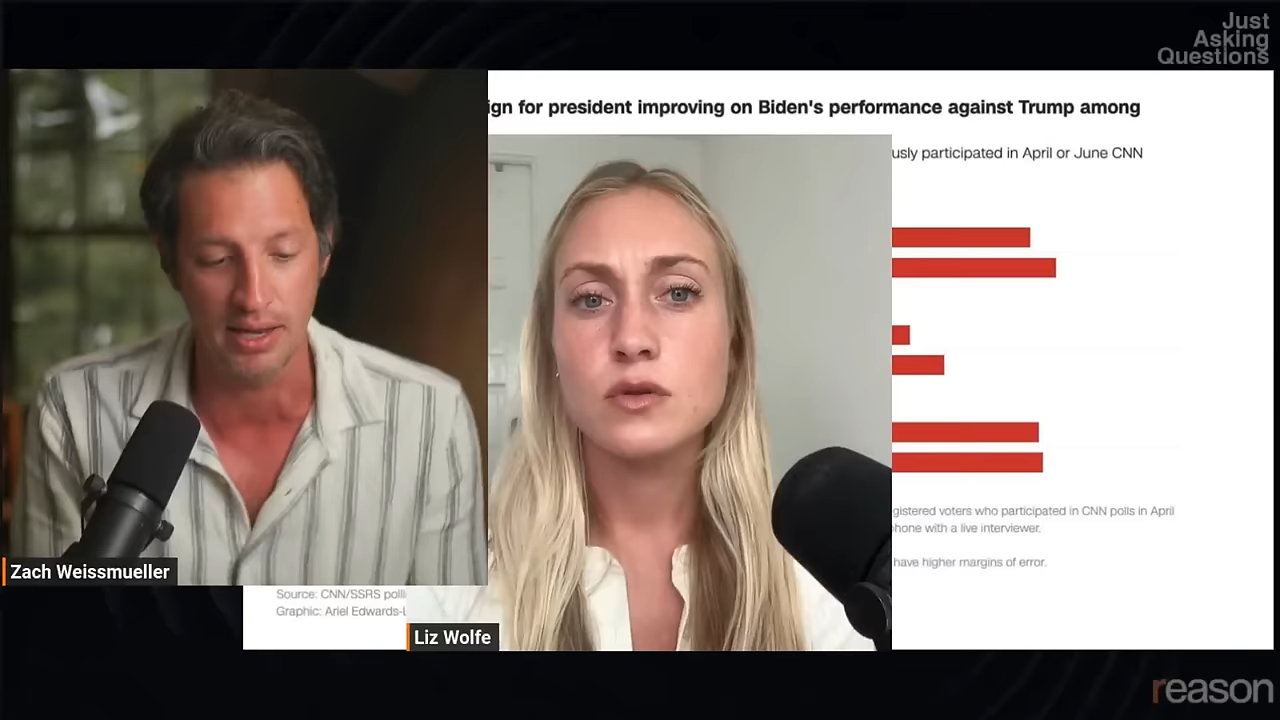 Just
Asking
Questions
ign for president improving on Biden's performance against Trump among
usly participated in April or June CNN
gistered voters who participated in CNN polls in April
hone with a live interviewer.
have higher margins of error.
Zach Weissmueller
Source: CNN/SSRS polli
Graphic: Ariel Edwards-L
Liz Wolfe
reason